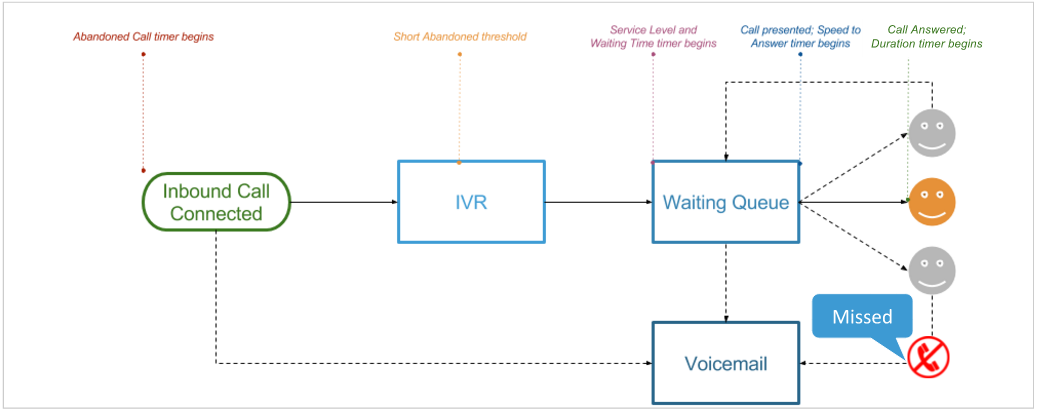 Abandoned Call timer begins
Short Abandoned threshold
Service Level and
Waiting Time timer begins
Call presented; Speed to
Answer timer begins
Call Answered;
Duration timer begins
Inbound Call
Connected
IVR
Waiting Queue
Missed
Voicemail